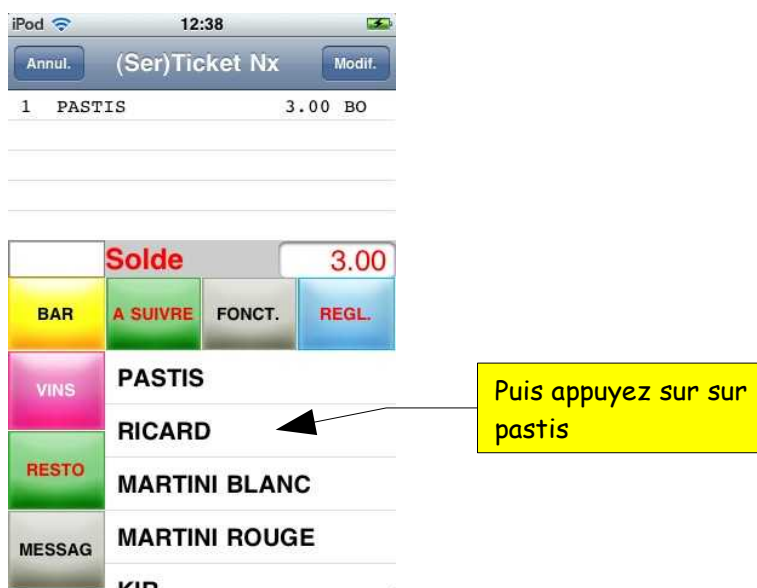 iPod 12:38
Annul. (Ser)Ticket Nx Modif.
1 PASTIS 3.00 BO
Solde 3.00
BAR A SUIVRE FONCT. REGL.
VINS
RESTO
MESSAG
PASTIS
RICARD
MARTINI BLANC
MARTINI ROUGE
KIR
Puis appuyez sur sur
pastis